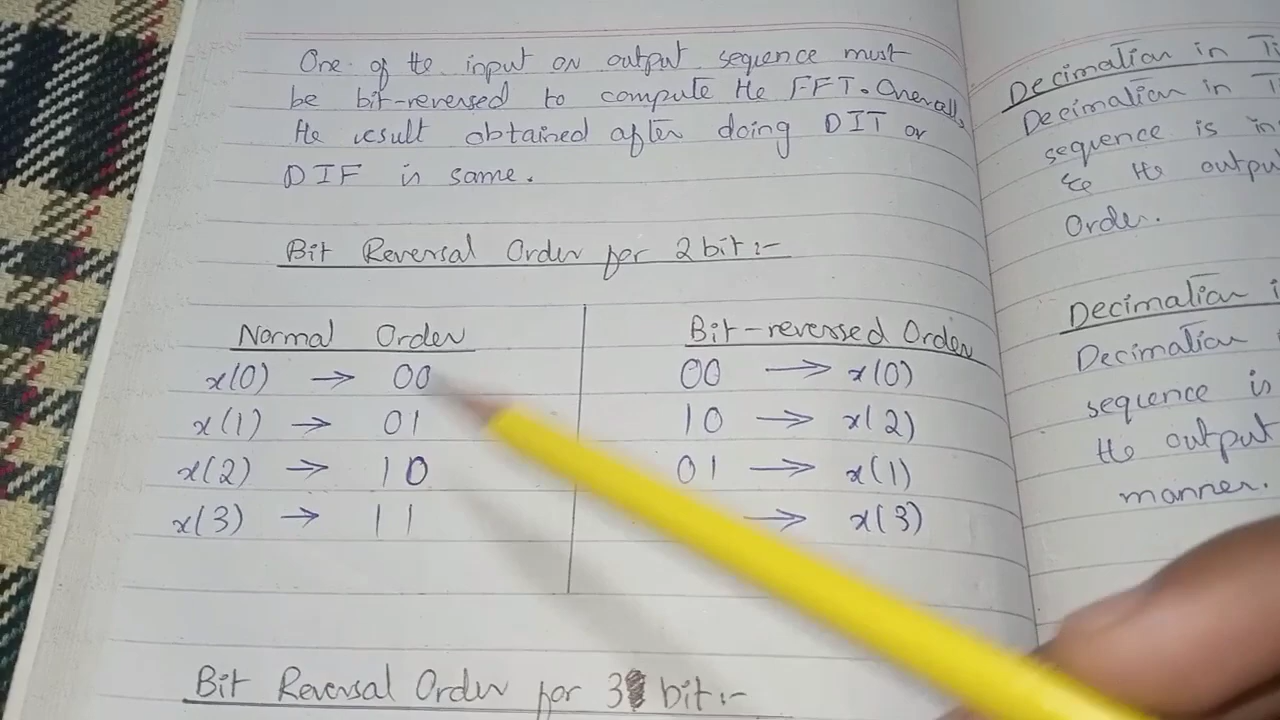 One of the input or output sequence must
be bit-reversed to compute the FFT. Overall,
the result obtained after doing DIT or
DIF is same.
Bit Reversal Order for 2 bit :-
Normal Order
x(0) → 00
x(1) → 01
x(2) → 10
x(3) → 11
Bit-reversed Order
00 → x(0)
10 → x(2)
01 → x(1)
→ x(3)
Bit Reversal Order for 3 bit :-
Decimation in
Decimation in
sequence is
to the
Order.
Decimation
Decimation
sequence is
the output
manner.